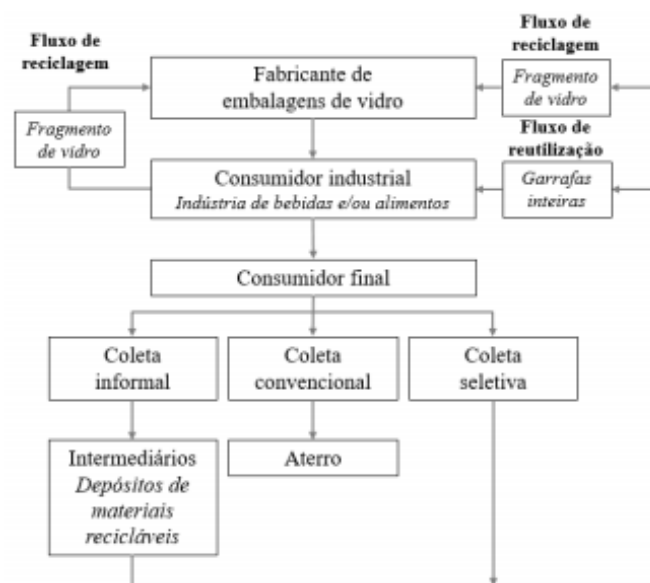 Fluxo de
reciclagem
Fragmento
de vidro
Fabricante de
embalagens de vidro
Fluxo de
reciclagem
Fragmento
de vidro
Fluxo de
reutilização
Garrafas
inteiras
Consumidor industrial
Indústria de bebidas e/ou alimentos
Consumidor final
Coleta
informal
Coleta
convencional
Coleta
seletiva
Intermediários
Depósitos de
materiais
recicláveis
Aterro